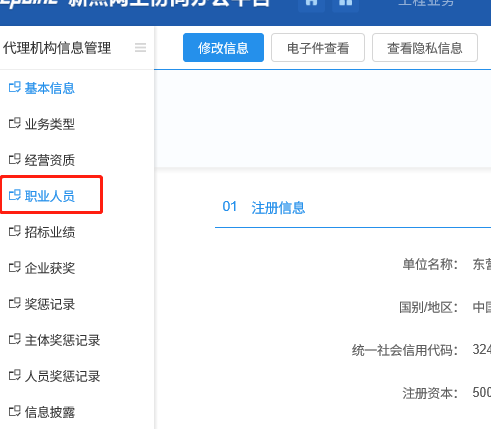 工程业务
代理机构信息管理
修改信息
电子件查看
查看隐私信息
基本信息
业务类型
经营资质
职业人员
招标业绩
企业获奖
奖惩记录
主体奖惩记录
人员奖惩记录
信息披露
01 注册信息
单位名称：东营
国别/地区：中国
统一社会信用代码：324
注册资本：500